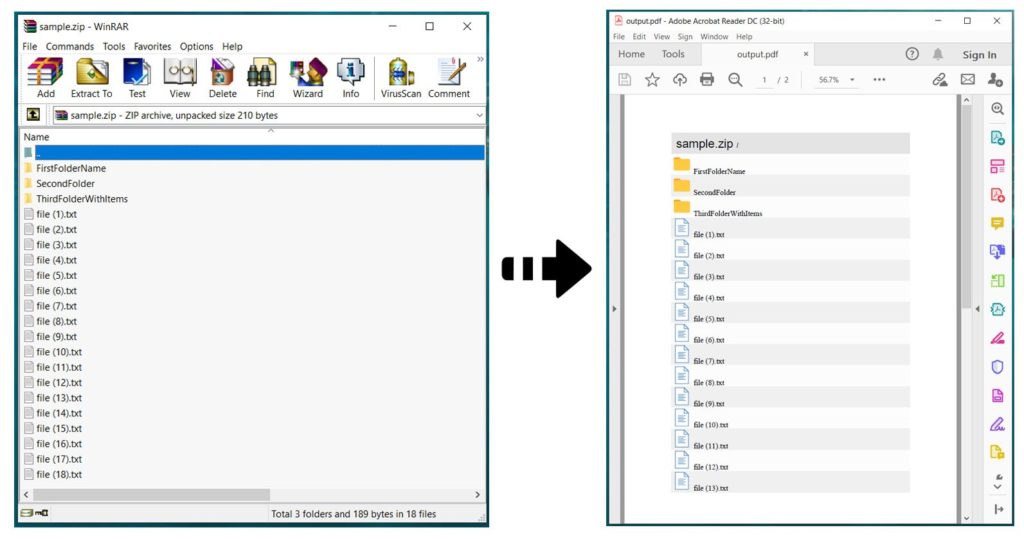 sample.zip - WinRAR
File Commands Tools Favorites Options Help
Add Extract To Test View Delete Find Wizard Info VirusScan Comment
sample.zip - ZIP archive, unpacked size 210 bytes
Name
..
FirstFolderName
SecondFolder
ThirdFolderWithItems
file (1).txt
file (2).txt
file (3).txt
file (4).txt
file (5).txt
file (6).txt
file (7).txt
file (8).txt
file (9).txt
file (10).txt
file (11).txt
file (12).txt
file (13).txt
file (14).txt
file (15).txt
file (16).txt
file (17).txt
file (18).txt
Total 3 folders and 189 bytes in 18 files
output.pdf - Adobe Acrobat Reader DC (32-bit)
File Edit View Sign Window Help
Home Tools output.pdf × Sign In
1 / 2 56.7%
sample.zip /
FirstFolderName
SecondFolder
ThirdFolderWithItems
file (1).txt
file (2).txt
file (3).txt
file (4).txt
file (5).txt
file (6).txt
file (7).txt
file (8).txt
file (9).txt
file (10).txt
file (11).txt
file (12).txt
file (13).txt